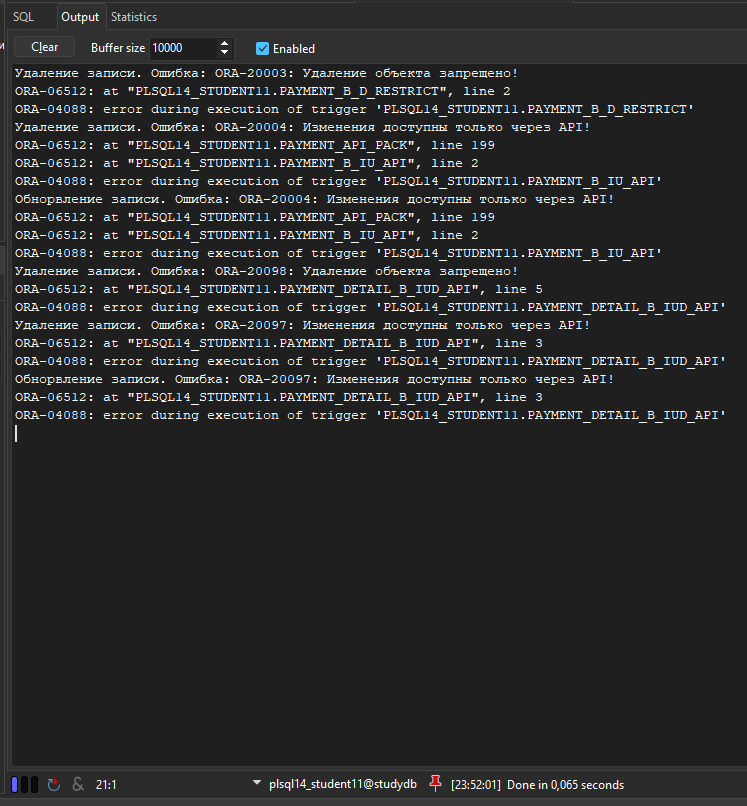 SQL
Output
Statistics
Clear
Buffer size 10000
Enabled
Удаление записи. Ошибка: ORA-20003: Удаление объекта запрещено!
ORA-06512: at "PLSQL14_STUDENT11.PAYMENT_B_D_RESTRICT", line 2
ORA-04088: error during execution of trigger 'PLSQL14_STUDENT11.PAYMENT_B_D_RESTRICT'
Удаление записи. Ошибка: ORA-20004: Изменения доступны только через API!
ORA-06512: at "PLSQL14_STUDENT11.PAYMENT_API_PACK", line 199
ORA-06512: at "PLSQL14_STUDENT11.PAYMENT_B_IU_API", line 2
ORA-04088: error during execution of trigger 'PLSQL14_STUDENT11.PAYMENT_B_IU_API'
Обнорвление записи. Ошибка: ORA-20004: Изменения доступны только через API!
ORA-06512: at "PLSQL14_STUDENT11.PAYMENT_API_PACK", line 199
ORA-06512: at "PLSQL14_STUDENT11.PAYMENT_B_IU_API", line 2
ORA-04088: error during execution of trigger 'PLSQL14_STUDENT11.PAYMENT_B_IU_API'
Удаление записи. Ошибка: ORA-20098: Удаление объекта запрещено!
ORA-06512: at "PLSQL14_STUDENT11.PAYMENT_DETAIL_B_IUD_API", line 5
ORA-04088: error during execution of trigger 'PLSQL14_STUDENT11.PAYMENT_DETAIL_B_IUD_API'
Удаление записи. Ошибка: ORA-20097: Изменения доступны только через API!
ORA-06512: at "PLSQL14_STUDENT11.PAYMENT_DETAIL_B_IUD_API", line 3
ORA-04088: error during execution of trigger 'PLSQL14_STUDENT11.PAYMENT_DETAIL_B_IUD_API'
Обнорвление записи. Ошибка: ORA-20097: Изменения доступны только через API!
ORA-06512: at "PLSQL14_STUDENT11.PAYMENT_DETAIL_B_IUD_API", line 3
ORA-04088: error during execution of trigger 'PLSQL14_STUDENT11.PAYMENT_DETAIL_B_IUD_API'
& 21:1 plsql14_student11@studydb [23:52:01] Done in 0,065 seconds